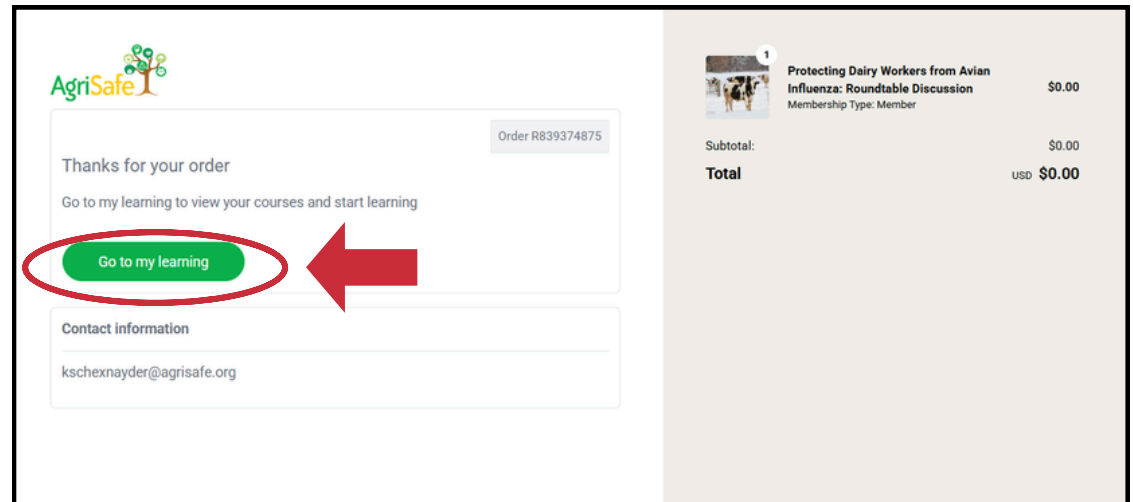 AgriSafe
Order R839374875
Thanks for your order
Go to my learning to view your courses and start learning
Go to my learning
Contact information
kschexnayder@agrisafe.org
1
Protecting Dairy Workers from Avian
Influenza: Roundtable Discussion
$0.00
Membership Type: Member
Subtotal: $0.00
Total USD $0.00